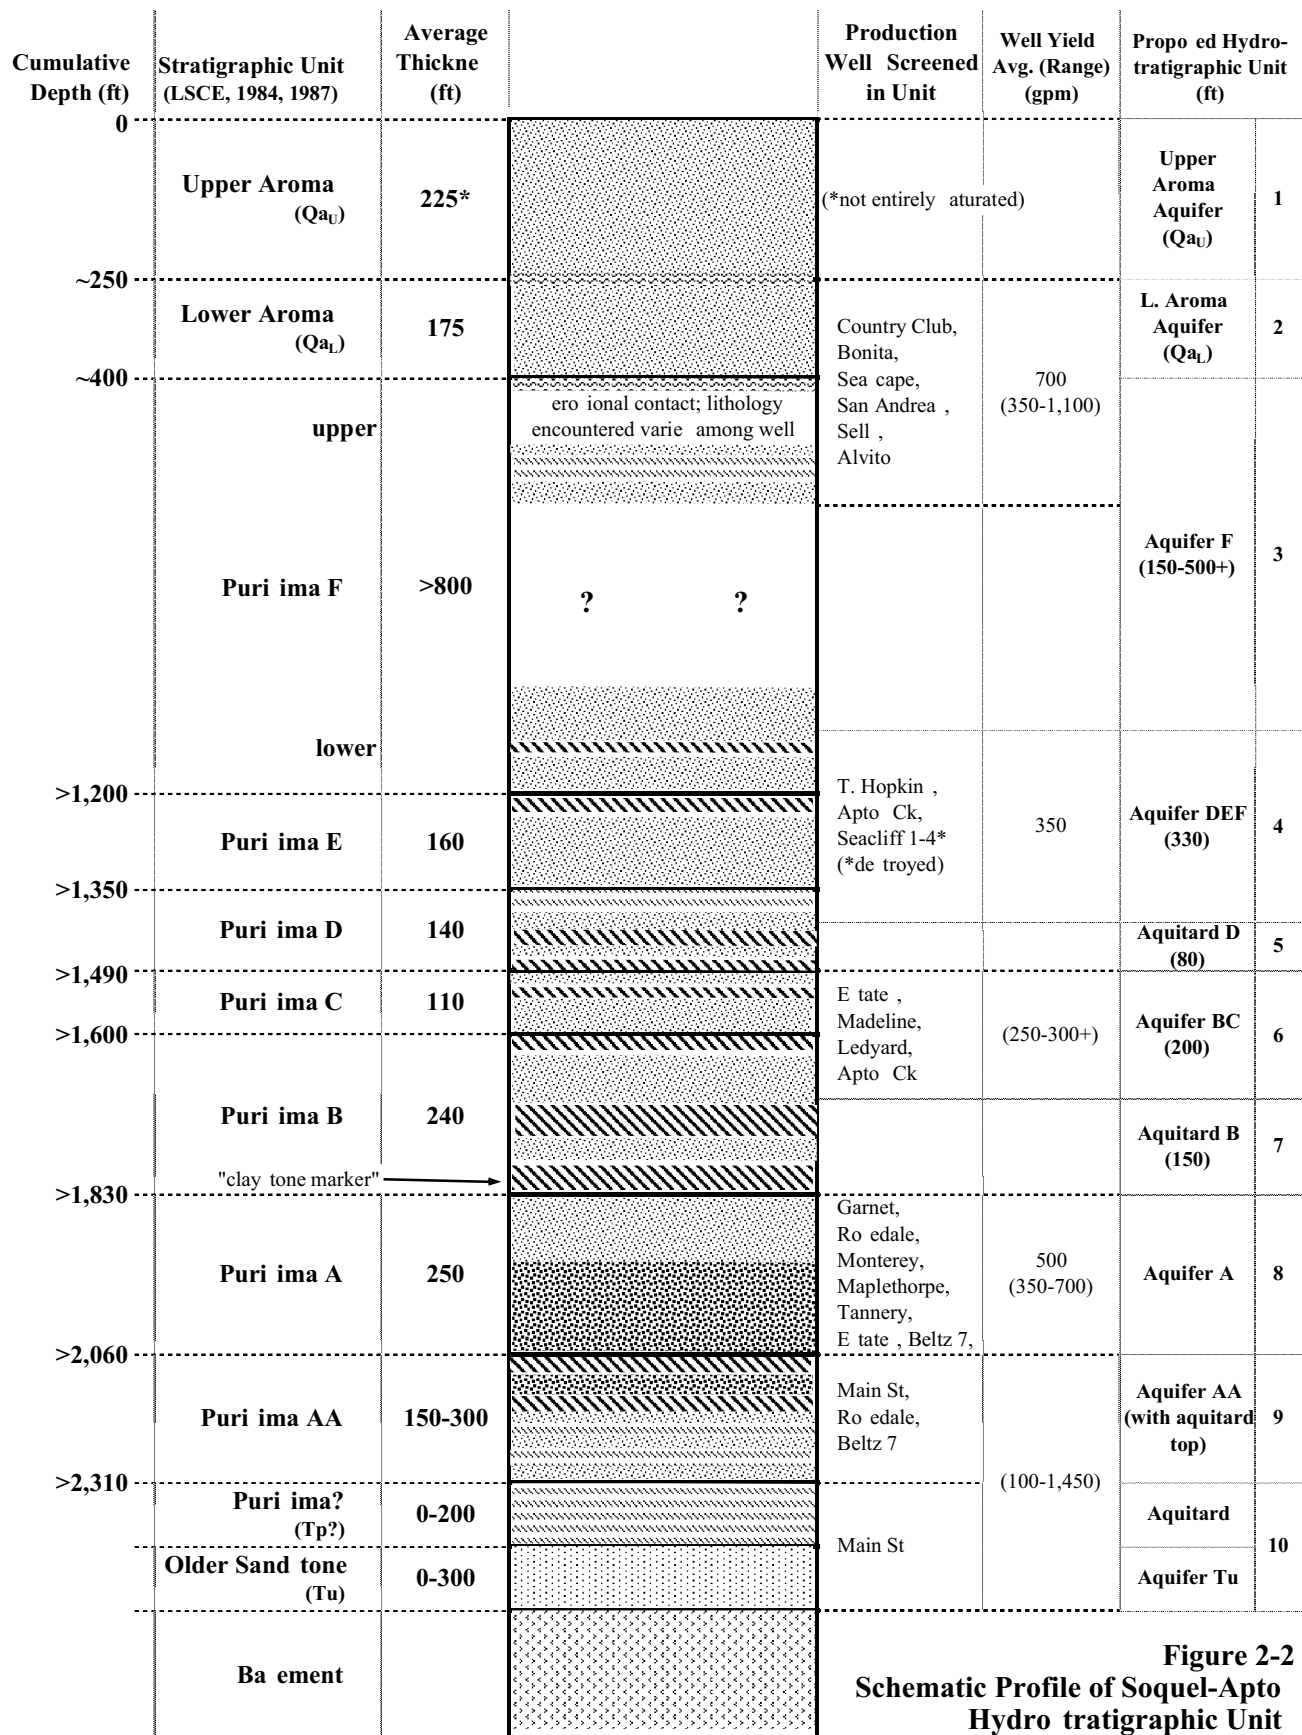 Cumulative
Depth (ft)
Stratigraphic Unit
(LSCE, 1984, 1987)
Average
Thickne
(ft)
Production
Well Screened
in Unit
Well Yield
Avg. (Range)
(gpm)
Propo ed Hydro-
tratigraphic Unit
(ft)
0
Upper Aroma
(QaU)
225*
(*not entirely aturated)
Upper
Aroma
Aquifer
(QaU)
1
~250
Lower Aroma
(QaL)
175
Country Club,
Bonita,
Sea cape,
San Andrea ,
Sell ,
Alvito
700
(350-1,100)
L. Aroma
Aquifer
(QaL)
2
~400
upper
ero ional contact; lithology
encountered varie among well
Puri ima F
>800
? ?
Aquifer F
(150-500+)
3
lower
>1,200
Puri ima E
160
T. Hopkin ,
Apto Ck,
Seacliff 1-4*
(*de troyed)
350
Aquifer DEF
(330)
4
>1,350
Puri ima D
140
Aquitard D
(80)
5
>1,490
Puri ima C
110
E tate ,
Madeline,
Ledyard,
Apto Ck
(250-300+)
Aquifer BC
(200)
6
>1,600
Puri ima B
240
Aquitard B
(150)
7
"clay tone marker"
>1,830
Puri ima A
250
Garnet,
Ro edale,
Monterey,
Maplethorpe,
Tannery,
E tate , Beltz 7,
500
(350-700)
Aquifer A
8
>2,060
Puri ima AA
150-300
Main St,
Ro edale,
Beltz 7
Aquifer AA
(with aquitard
top)
9
>2,310
(100-1,450)
Puri ima?
(Tp?)
0-200
Aquitard
Main St
10
Older Sand tone
(Tu)
0-300
Aquifer Tu
Ba ement
Figure 2-2
Schematic Profile of Soquel-Apto
Hydro tratigraphic Unit